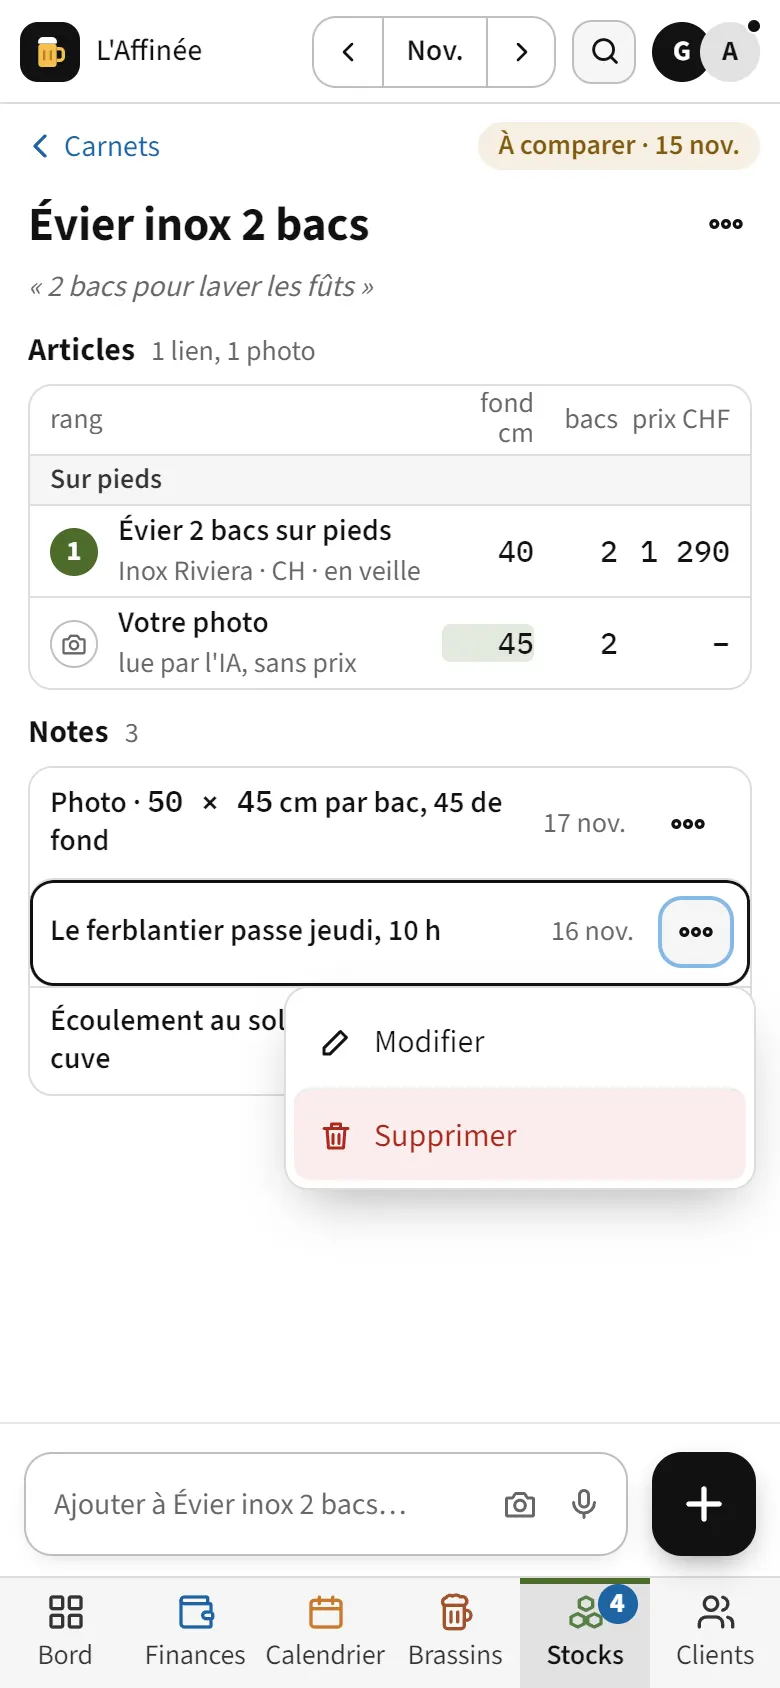 L'Affinée
Nov.
G
A
Carnets
À comparer · 15 nov.
Évier inox 2 bacs
« 2 bacs pour laver les fûts »
Articles 1 lien, 1 photo
rang fond cm bacs prix CHF
Sur pieds
1 Évier 2 bacs sur pieds 40 2 1 290
Inox Riviera · CH · en veille
Votre photo 45 2 –
lue par l'IA, sans prix
Notes 3
Photo · 50 × 45 cm par bac, 45 de
fond
17 nov.
Le ferblantier passe jeudi, 10 h 16 nov.
Écoulement au sol
cuve
Modifier
Supprimer
Ajouter à Évier inox 2 bacs…
4
Bord Finances Calendrier Brassins Stocks Clients